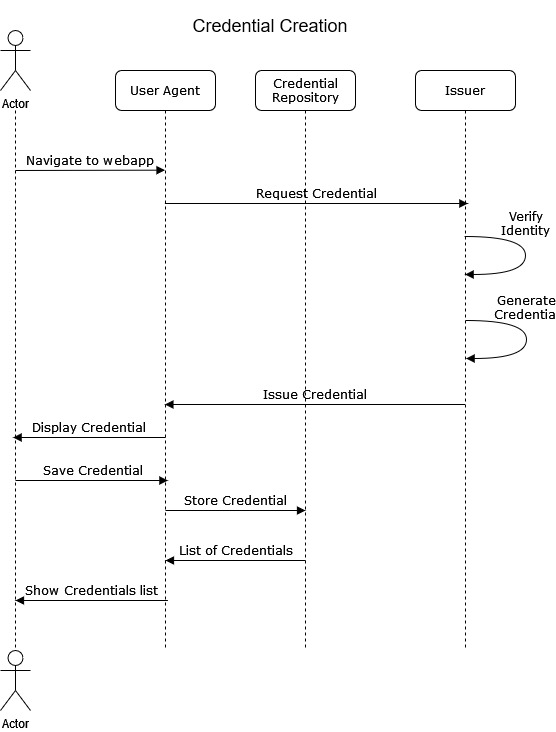 Credential Creation
Actor
User Agent
Credential
Repository
Issuer
Navigate to webapp
Request Credential
Verify
Identity
Generate
Credentia
Issue Credential
Display Credential
Save Credential
Store Credential
List of Credentials
Show Credentials list
Actor